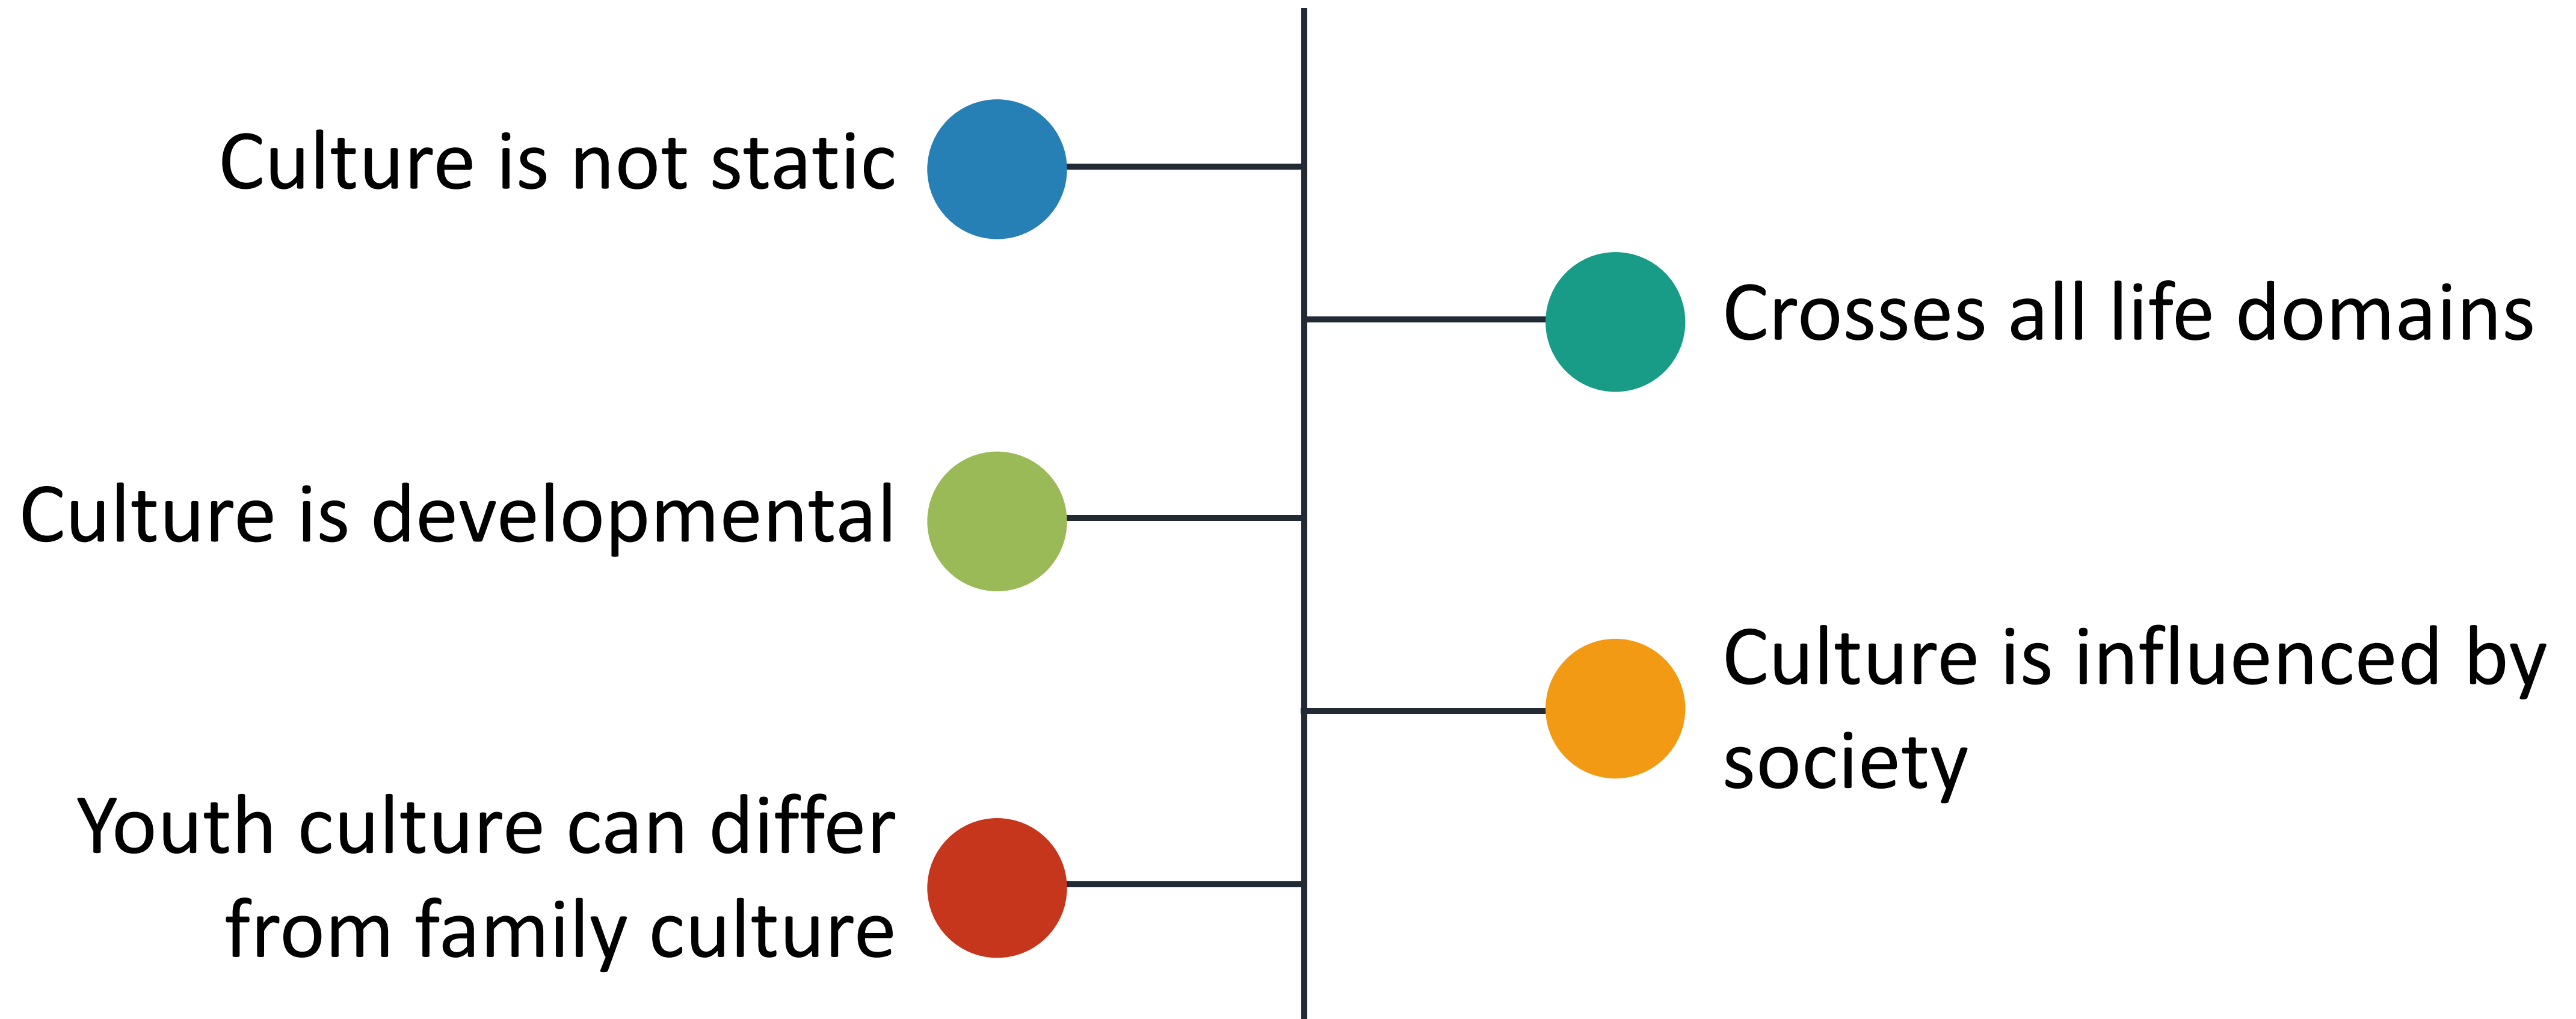 Culture is not static
Crosses all life domains
Culture is developmental
Culture is influenced by
society
Youth culture can differ
from family culture